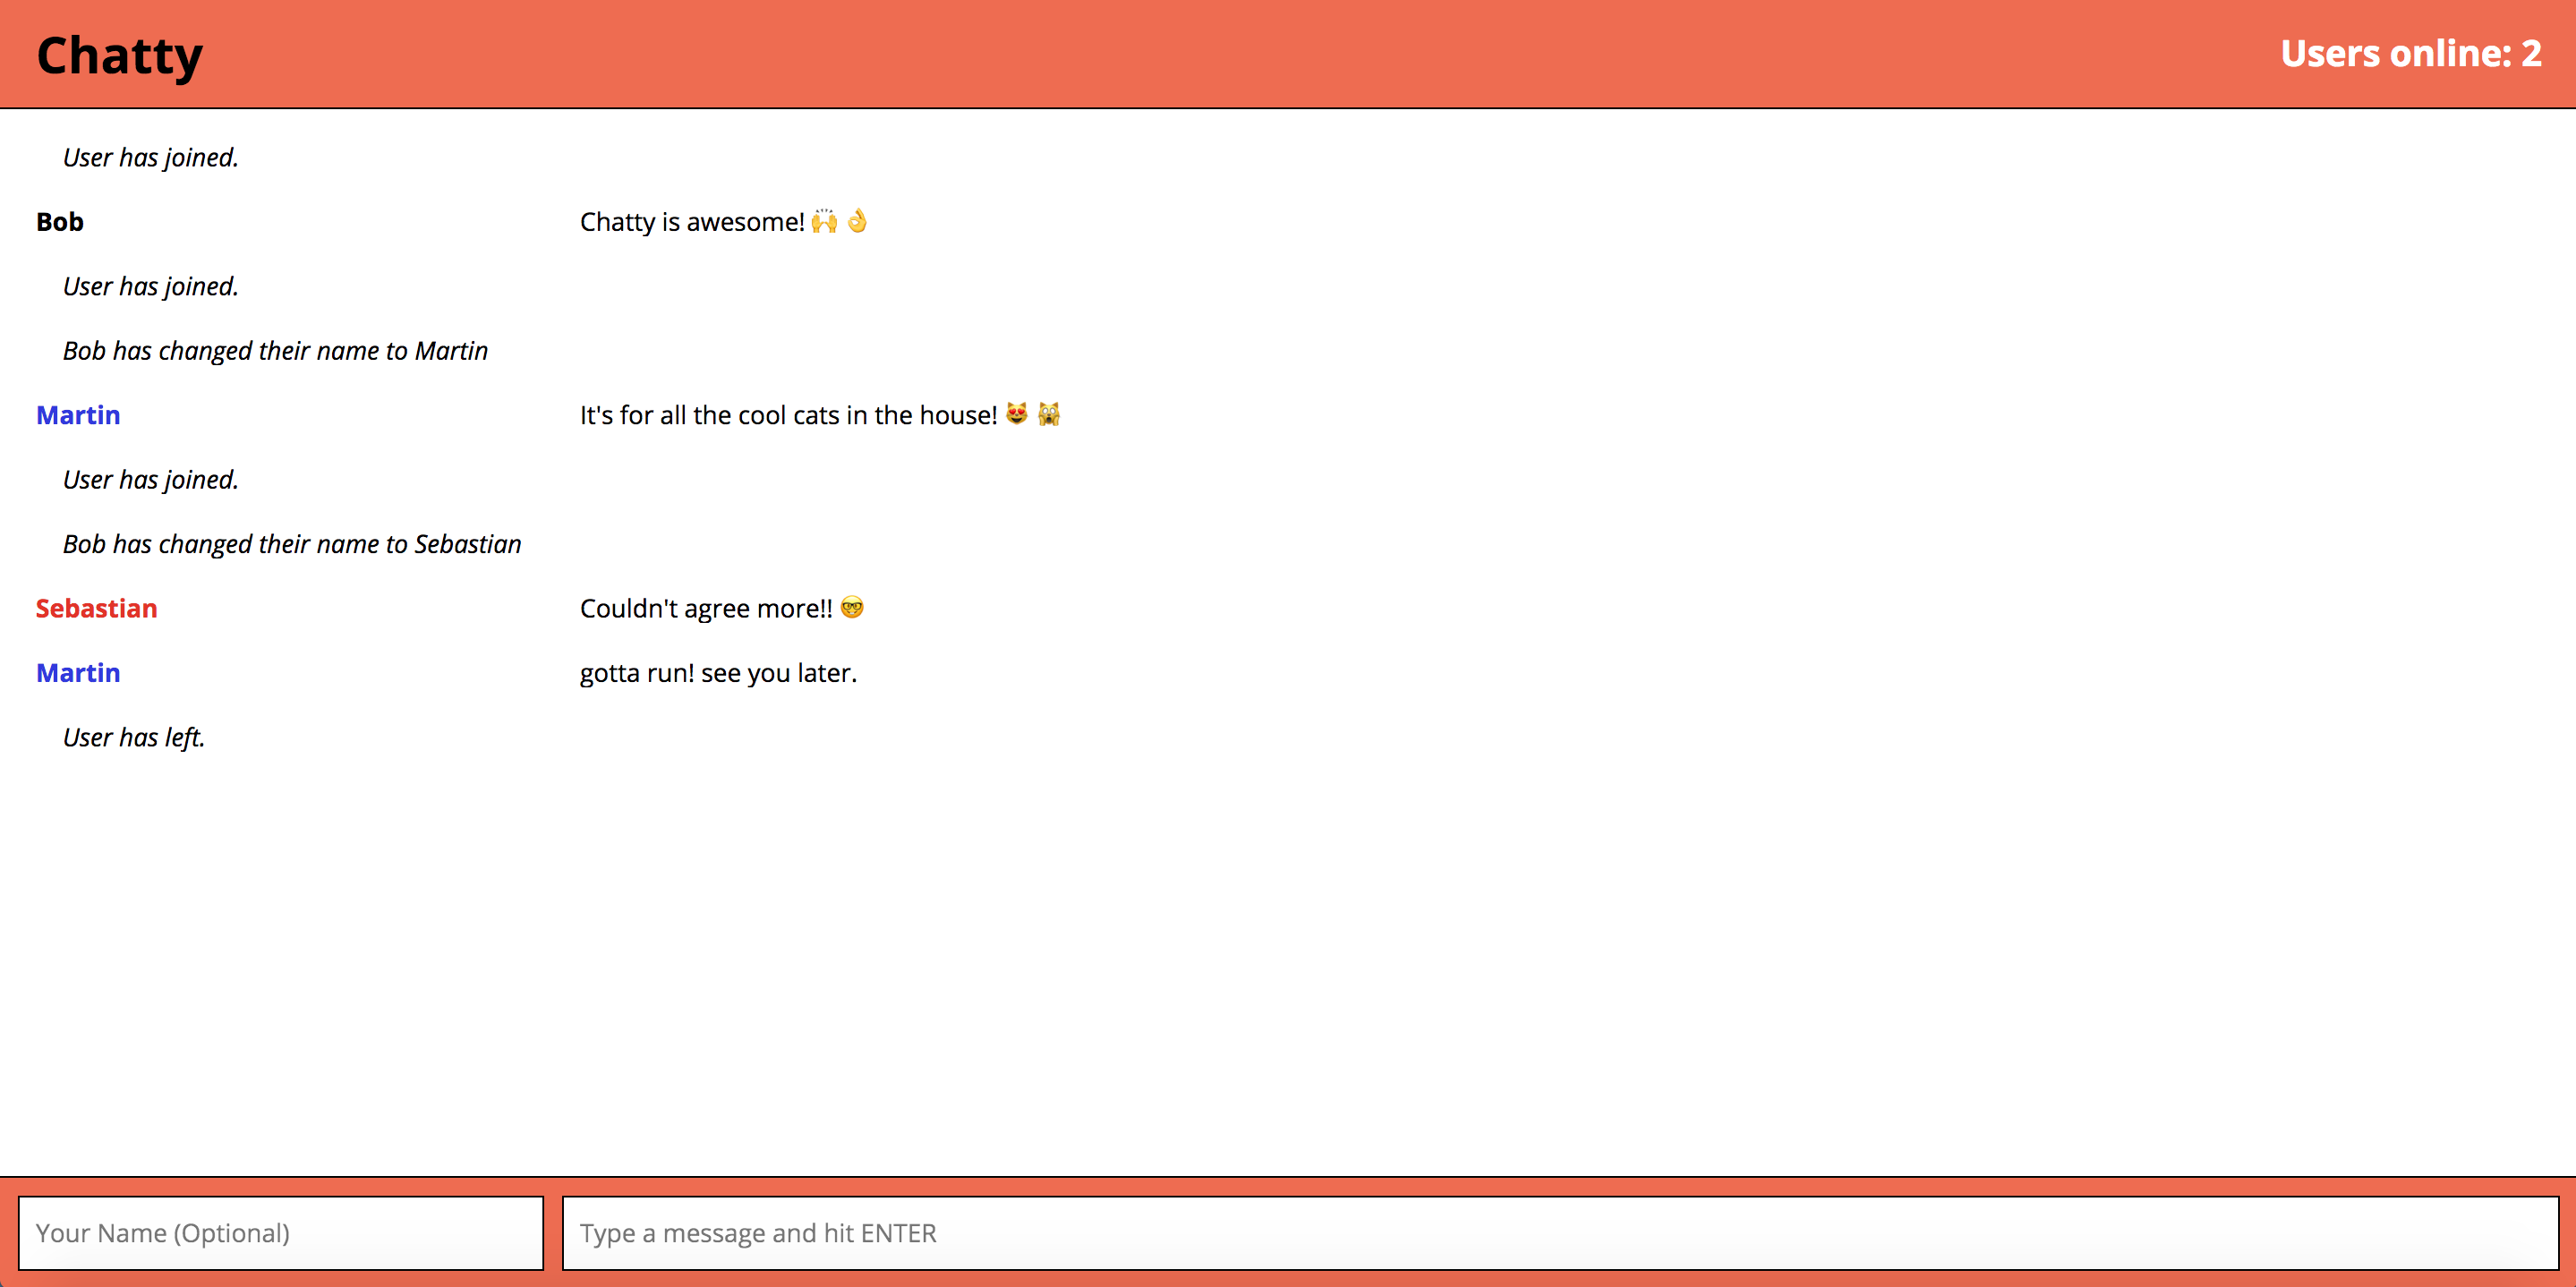 Chatty
Users online: 2
User has joined.
Bob Chatty is awesome! 🙌 👌
User has joined.
Bob has changed their name to Martin
Martin It's for all the cool cats in the house! 😻 🙀
User has joined.
Bob has changed their name to Sebastian
Sebastian Couldn't agree more!! 🤓
Martin gotta run! see you later.
User has left.
Your Name (Optional)
Type a message and hit ENTER